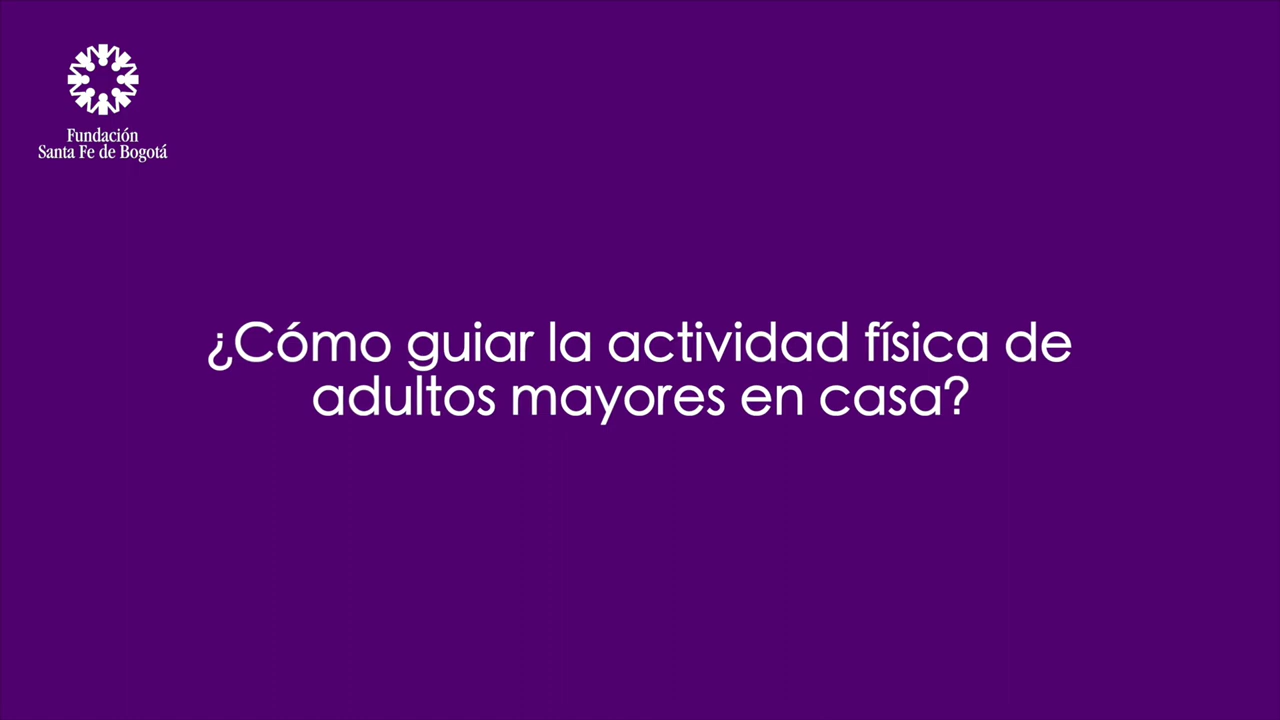 Fundación
Santa Fe de Bogotá
¿Cómo guiar la actividad física de
adultos mayores en casa?